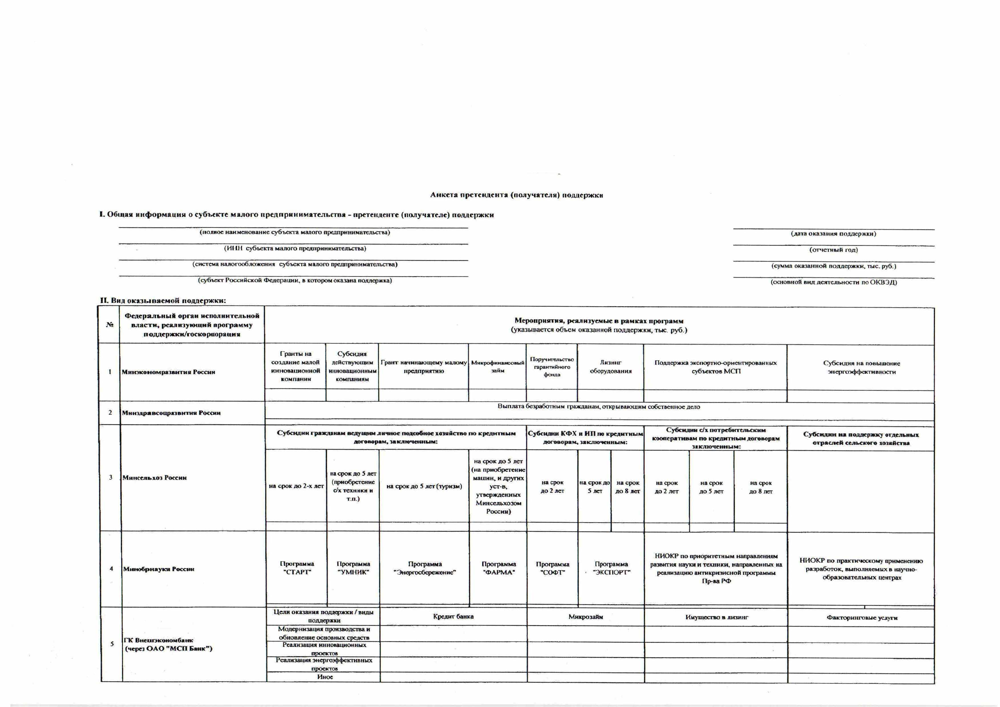 Анкета претендента (получателя) поддержки
I. Общая информация о субъекте малого предпринимательства - претенденте (получателе) поддержки
(полное наименование субъекта малого предпринимательства)
(дата оказания поддержки)
(ИНН субъекта малого предпринимательства)
(отчетный год)
(система налогообложения субъекта малого предпринимательства)
(сумма оказанной поддержки, тыс. руб.)
(субъект Российской Федерации, в котором оказана поддержка)
(основной вид деятельности по ОКВЭД)
II. Вид оказываемой поддержки:
№
Федеральный орган исполнительной
власти, реализующий программу
поддержки/госкорпорация
Мероприятия, реализуемые в рамках программ
(указывается объем оказанной поддержки, тыс. руб.)
1
Минэкономразвития России
Гранты на
создание малой
инновационной
компании
Субсидия
действующим
инновационным
компаниям
Грант начинающему малому
предприятию
Микрофинансовый
займ
Поручительство
гарантийного
фонда
Лизинг
оборудования
Поддержка экспортно-ориентированных
субъектов МСП
Субсидия на повышение
энергоэффективности
2
Минздравсоцразвития России
Выплата безработным гражданам, открывающим собственное дело
3
Минсельхоз России
Субсидии гражданам ведущим личное подсобное хозяйство по кредитным
договорам, заключенным:
Субсидии КФХ и ИП по кредитным
договорам, заключенным:
Субсидии с/х потребительским
кооперативам по кредитным договорам
заключенным:
Субсидии на поддержку отдельных
отраслей сельского хозяйства
на срок до 2-х лет
на срок до 5 лет
(приобретение
с/х техники и
т.п.)
на срок до 5 лет (туризм)
на срок до 5 лет
(на приобретение
машин, и других
уст-в,
утвержденных
Минсельхозом
России)
на срок
до 2 лет
на срок до
5 лет
на срок
до 8 лет
на срок
до 2 лет
на срок
до 5 лет
на срок
до 8 лет
4
Минобрнауки России
Программа
"СТАРТ"
Программа
"УМНИК"
Программа
"Энергосбережение"
Программа
"ФАРМА"
Программа
"СОФТ"
Программа
"ЭКСПОРТ"
НИОКР по приоритетным направлениям
развития науки и техники, направленных на
реализацию антикризисной программы
Пр-ва РФ
НИОКР по практическому применению
разработок, выполняемых в научно-
образовательных центрах
5
ГК Внешэкономбанк
(через ОАО "МСП Банк")
Цели оказания поддержки / виды
поддержки
Кредит банка
Микрозайм
Имущество в лизинг
Факторинговые услуги
Модернизация производства и
обновление основных средств
Реализация инновационных
проектов
Реализация энергоэффективных
проектов
Иное